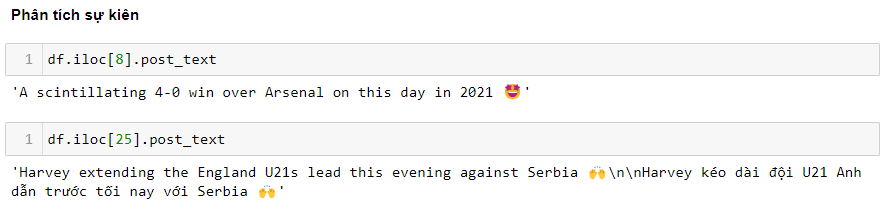 Phân tích sự kiên
1 df.iloc[8].post_text
'A scintillating 4-0 win over Arsenal on this day in 2021 🤩'
1 df.iloc[25].post_text
'Harvey extending the England U21s lead this evening against Serbia 🙌\n\nHarvey kéo dài đội U21 Anh
dẫn trước tối nay với Serbia 🙌'